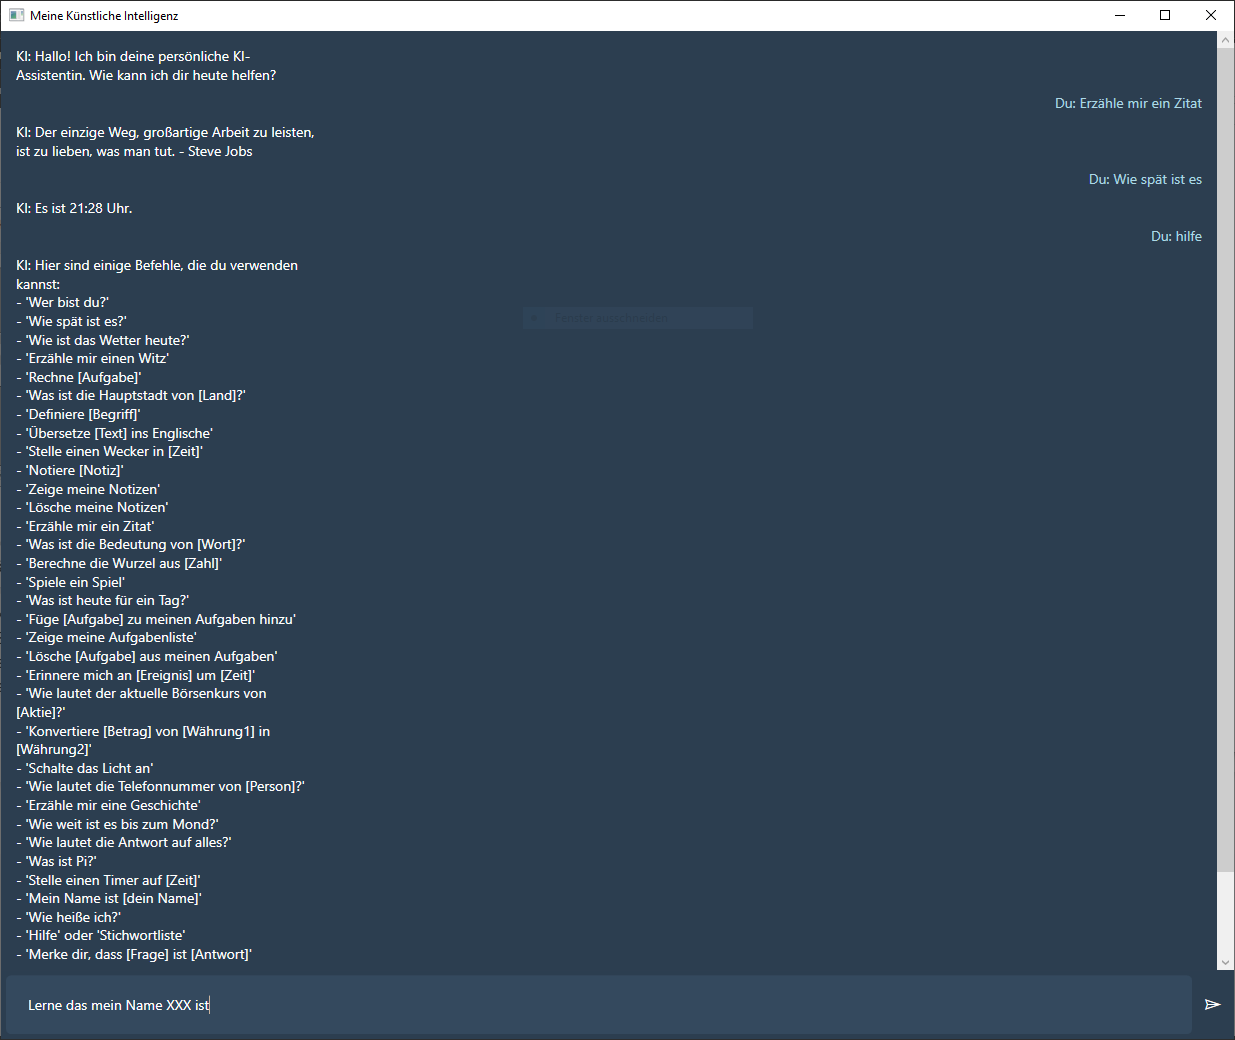 Meine Künstliche Intelligenz
KI: Hallo! Ich bin deine persönliche KI-
Assistentin. Wie kann ich dir heute helfen?
Du: Erzähle mir ein Zitat
KI: Der einzige Weg, großartige Arbeit zu leisten,
ist zu lieben, was man tut. - Steve Jobs
Du: Wie spät ist es
KI: Es ist 21:28 Uhr.
Du: hilfe
KI: Hier sind einige Befehle, die du verwenden
kannst:
- 'Wer bist du?'
- 'Wie spät ist es?'
- 'Wie ist das Wetter heute?'
- 'Erzähle mir einen Witz'
- 'Rechne [Aufgabe]'
- 'Was ist die Hauptstadt von [Land]?'
- 'Definiere [Begriff]'
- 'Übersetze [Text] ins Englische'
- 'Stelle einen Wecker in [Zeit]'
- 'Notiere [Notiz]'
- 'Zeige meine Notizen'
- 'Lösche meine Notizen'
- 'Erzähle mir ein Zitat'
- 'Was ist die Bedeutung von [Wort]?'
- 'Berechne die Wurzel aus [Zahl]'
- 'Spiele ein Spiel'
- 'Was ist heute für ein Tag?'
- 'Füge [Aufgabe] zu meinen Aufgaben hinzu'
- 'Zeige meine Aufgabenliste'
- 'Lösche [Aufgabe] aus meinen Aufgaben'
- 'Erinnere mich an [Ereignis] um [Zeit]'
- 'Wie lautet der aktuelle Börsenkurs von
[Aktie]?'
- 'Konvertiere [Betrag] von [Währung1] in
[Währung2]'
- 'Schalte das Licht an'
- 'Wie lautet die Telefonnummer von [Person]?'
- 'Erzähle mir eine Geschichte'
- 'Wie weit ist es bis zum Mond?'
- 'Wie lautet die Antwort auf alles?'
- 'Was ist Pi?'
- 'Stelle einen Timer auf [Zeit]'
- 'Mein Name ist [dein Name]'
- 'Wie heiße ich?'
- 'Hilfe' oder 'Stichwortliste'
- 'Merke dir, dass [Frage] ist [Antwort]'
Lerne das mein Name XXX ist